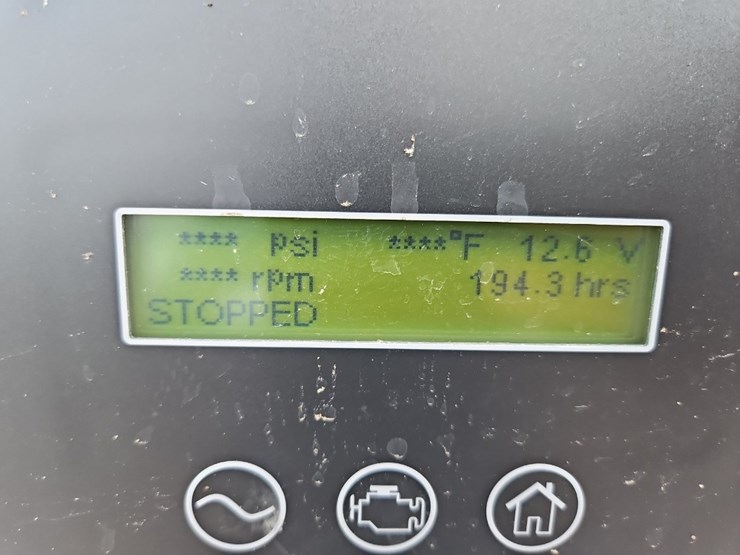 **** psi ****°F 12.6 V
**** rpm 194.3 hrs
STOPPED